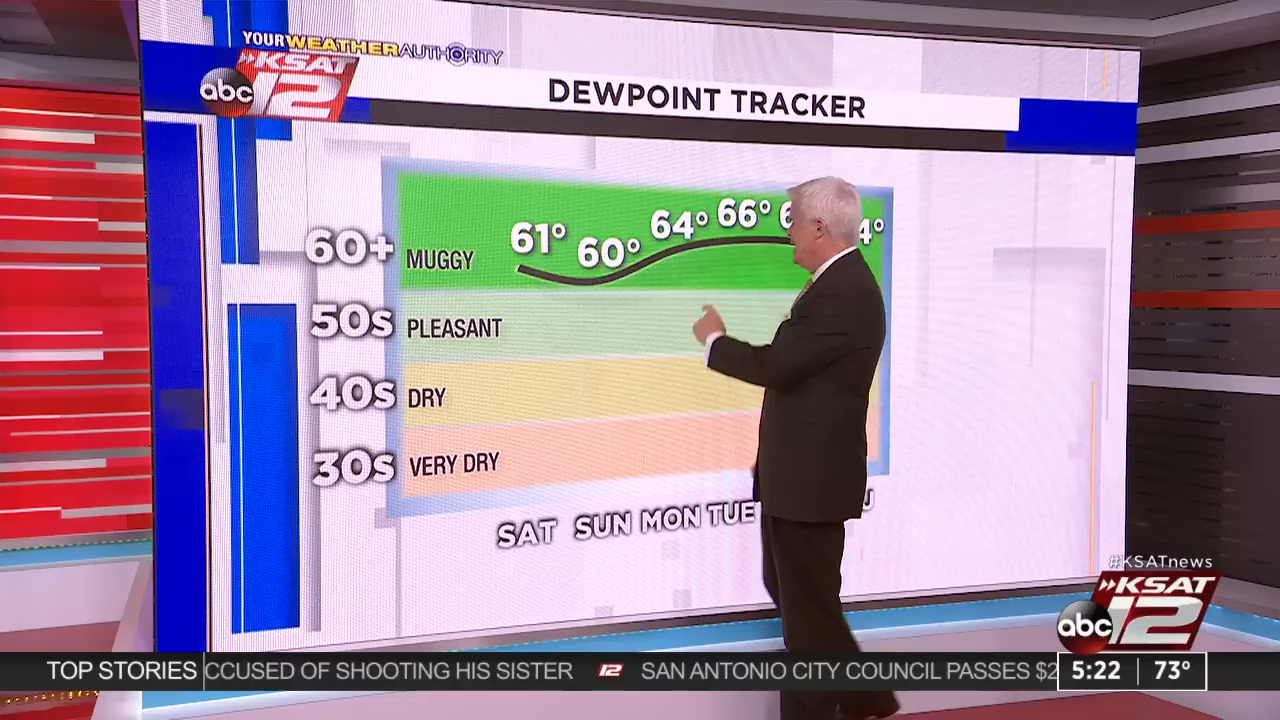 YOUR WEATHER AUTHORITY
KSAT
abc 12
DEWPOINT TRACKER
61° 60° 64° 66°
60+ MUGGY
50s PLEASANT
40s DRY
30s VERY DRY
SAT SUN MON TUE
#KSATnews
KSAT
abc 12
TOP STORIES CCUSED OF SHOOTING HIS SISTER 12 SAN ANTONIO CITY COUNCIL PASSES $2 5:22 73°